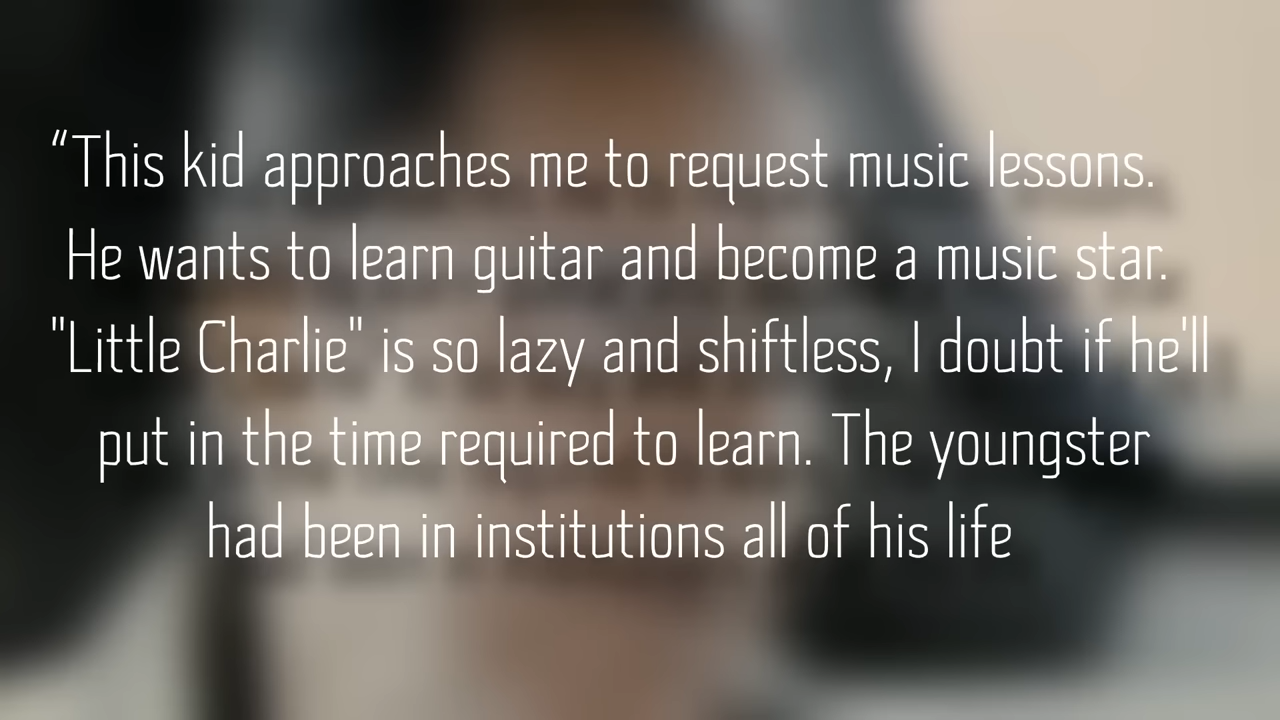 “This kid approaches me to request music lessons.
He wants to learn guitar and become a music star.
"Little Charlie" is so lazy and shiftless, I doubt if he'll
put in the time required to learn. The youngster
had been in institutions all of his life